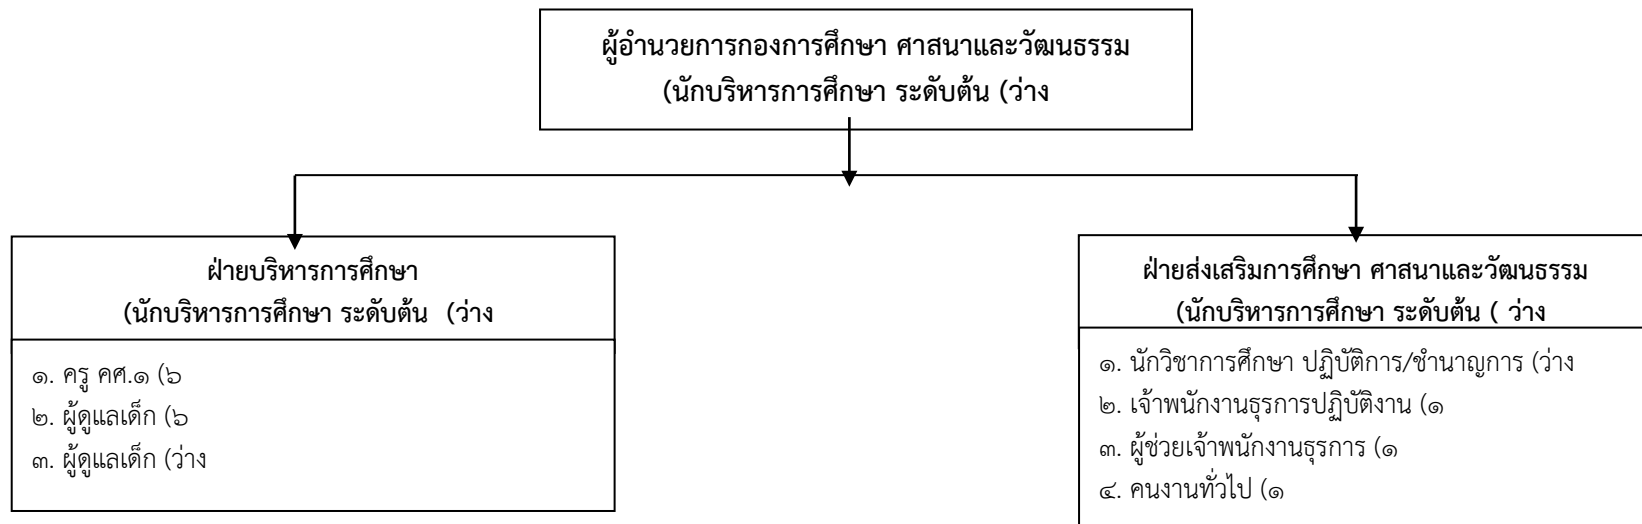 ผู้อำนวยการกองการศึกษา ศาสนาและวัฒนธรรม
(นักบริหารการศึกษา ระดับต้น (ว่าง
ฝ่ายบริหารการศึกษา
(นักบริหารการศึกษา ระดับต้น  (ว่าง
๑. ครู คศ.๑ (๖
๒. ผู้ดูแลเด็ก (๖
๓. ผู้ดูแลเด็ก (ว่าง
ฝ่ายส่งเสริมการศึกษา ศาสนาและวัฒนธรรม
(นักบริหารการศึกษา ระดับต้น ( ว่าง
๑. นักวิชาการศึกษา ปฏิบัติการ/ชำนาญการ (ว่าง
๒. เจ้าพนักงานธุรการปฏิบัติงาน (๑
๓. ผู้ช่วยเจ้าพนักงานธุรการ (๑
๔. คนงานทั่วไป (๑